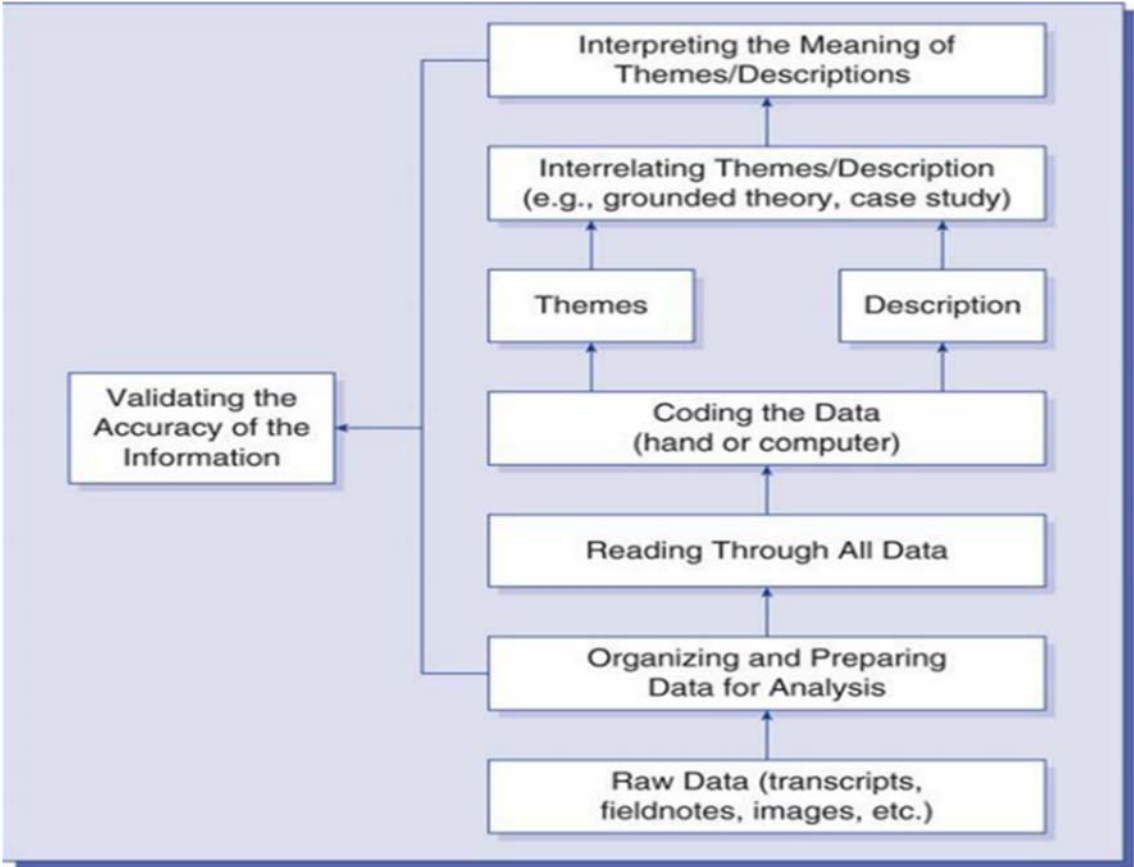 Interpreting the Meaning of
Themes/Descriptions
Interrelating Themes/Description
(e.g., grounded theory, case study)
Themes
Description
Validating the
Accuracy of the
Information
Coding the Data
(hand or computer)
Reading Through All Data
Organizing and Preparing
Data for Analysis
Raw Data (transcripts,
fieldnotes, images, etc.)